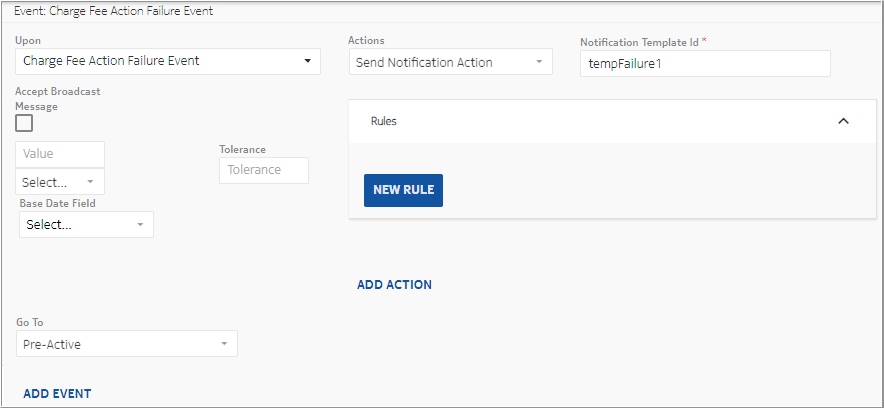 Event: Charge Fee Action Failure Event
Upon
Charge Fee Action Failure Event
Actions
Send Notification Action
Notification Template Id *
tempFailure1
Accept Broadcast
Message
Value
Select...
Tolerance
Tolerance
Base Date Field
Select...
Rules
NEW RULE
ADD ACTION
Go To
Pre-Active
ADD EVENT